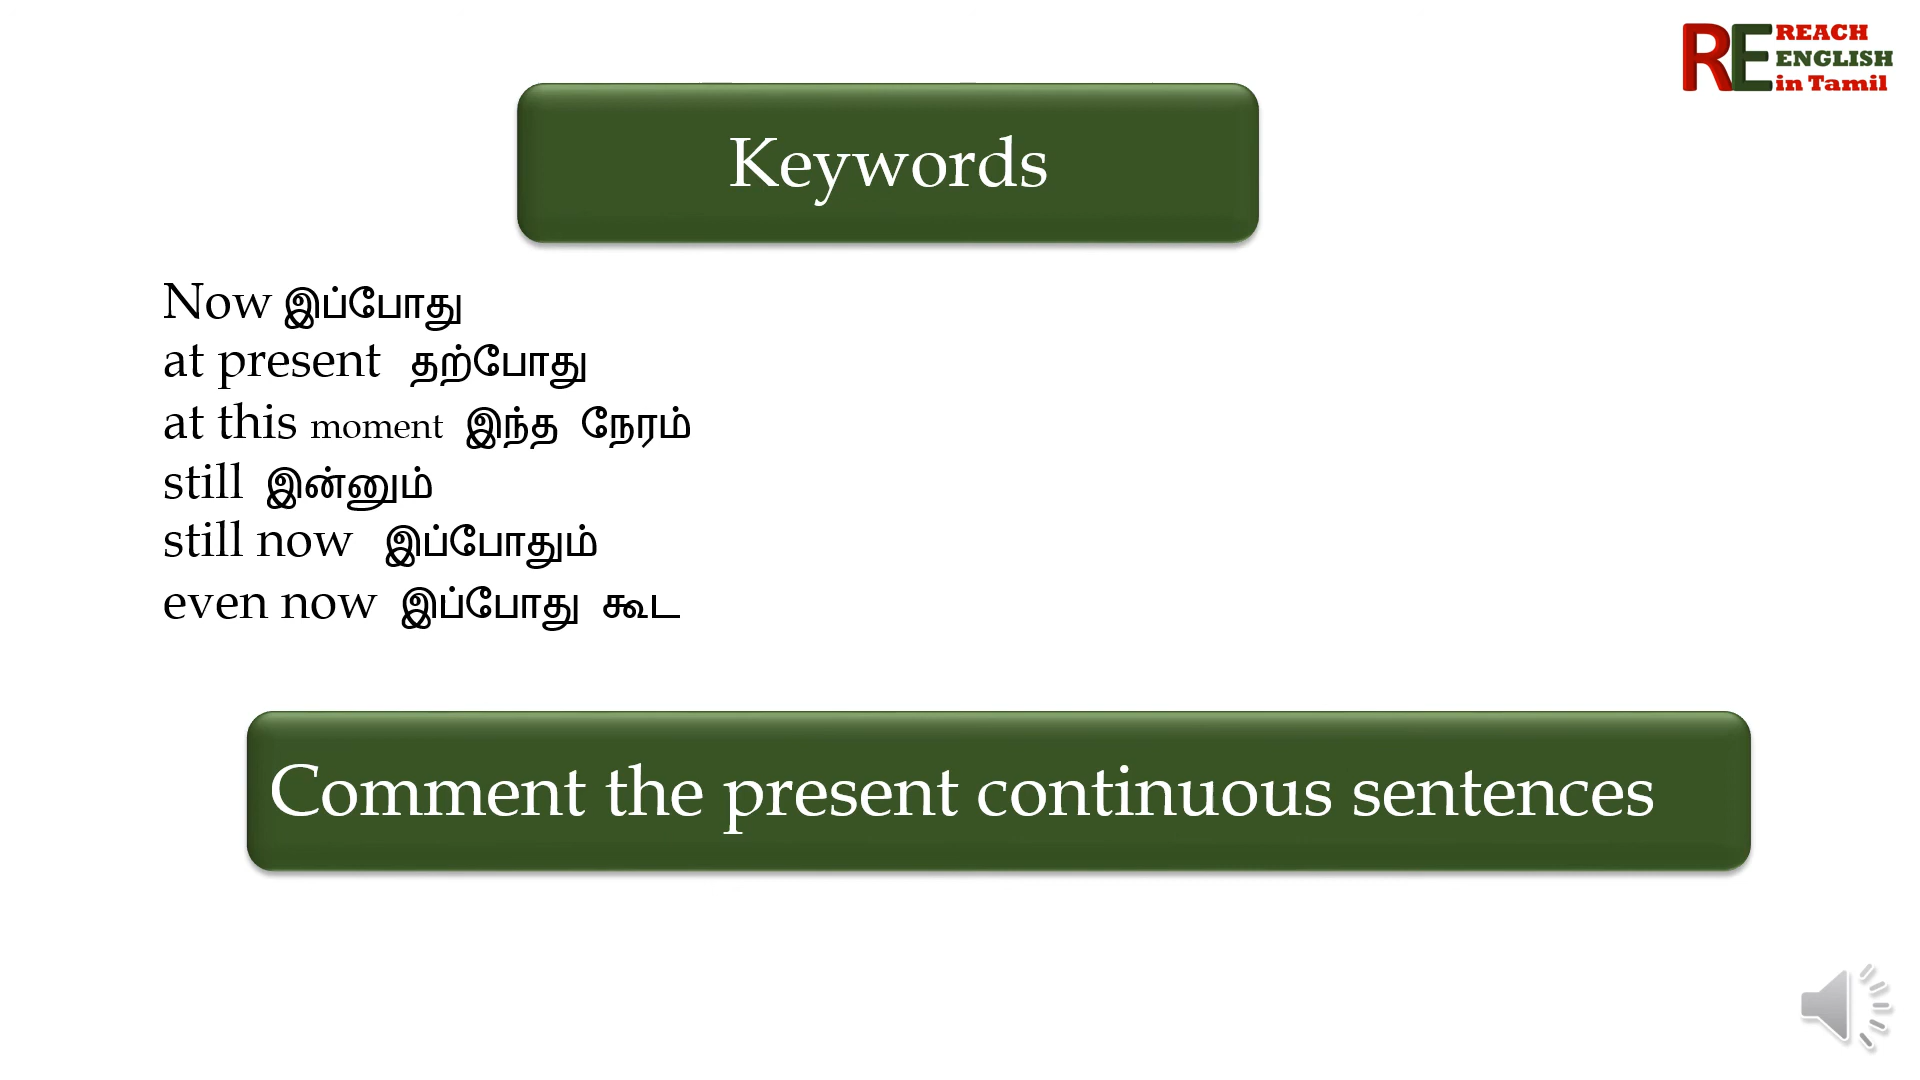 RE REACH
ENGLISH
in Tamil
Keywords
Now இப்போது
at present தற்போது
at this moment இந்த நேரம்
still இன்னும்
still now இப்போதும்
even now இப்போது கூட
Comment the present continuous sentences